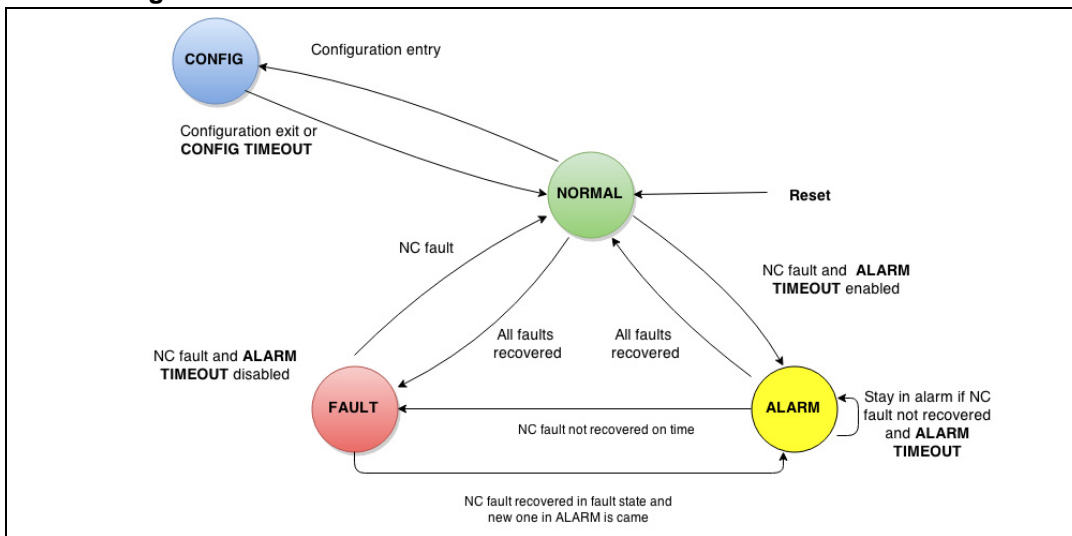 CONFIG
Configuration entry
Configuration exit or
CONFIG TIMEOUT
NORMAL
Reset
NC fault
NC fault and ALARM
TIMEOUT enabled
All faults
recovered
All faults
recovered
NC fault and ALARM
TIMEOUT disabled
FAULT
ALARM
Stay in alarm if NC
fault not recovered
and ALARM
TIMEOUT
NC fault not recovered on time
NC fault recovered in fault state and
new one in ALARM is came